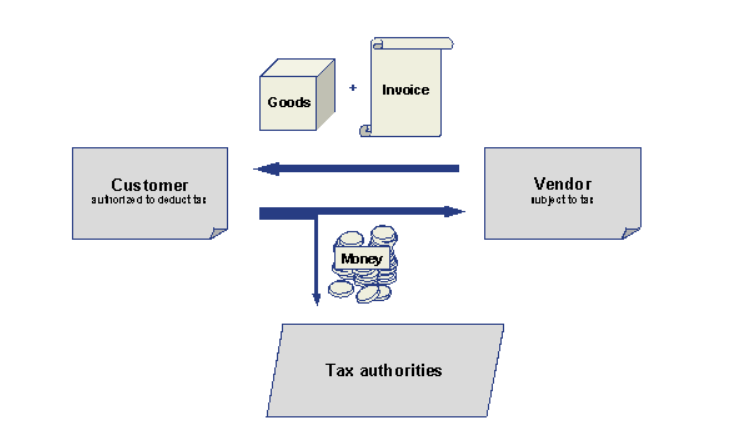 Goods
+
Invoice
Customer
authorized to deduct tax
Vendor
subject to tax
Money
Tax authorities